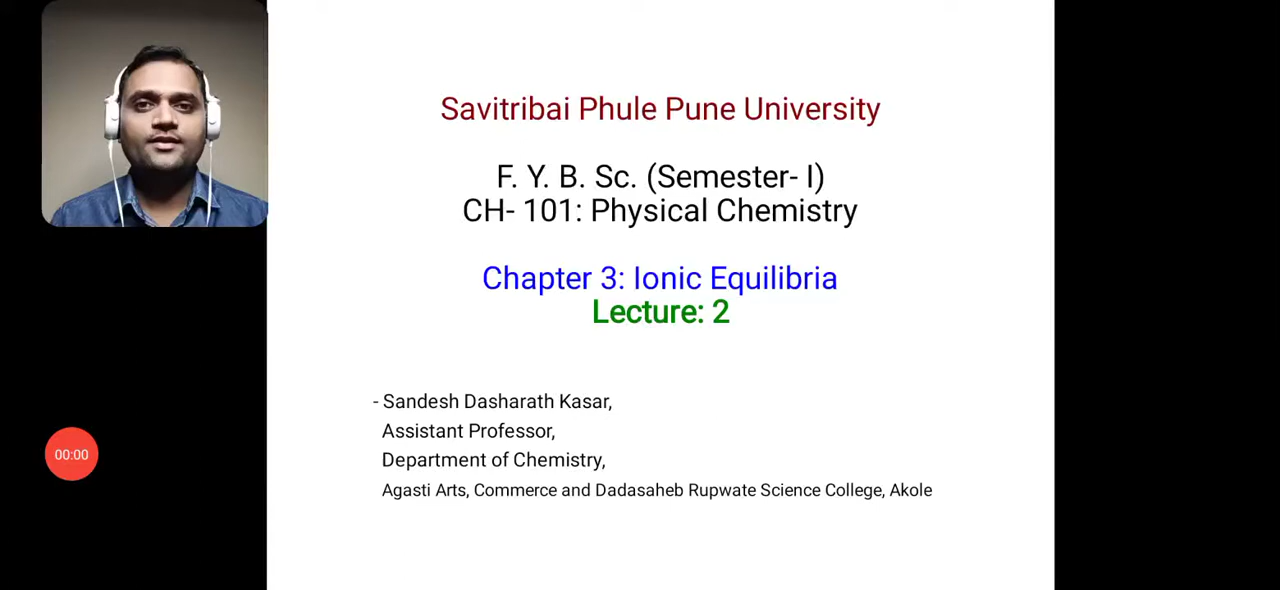 Savitribai Phule Pune University
F. Y. B. Sc. (Semester- I)
CH- 101: Physical Chemistry
Chapter 3: Ionic Equilibria
Lecture: 2
- Sandesh Dasharath Kasar,
Assistant Professor,
Department of Chemistry,
Agasti Arts, Commerce and Dadasaheb Rupwate Science College, Akole
00:00